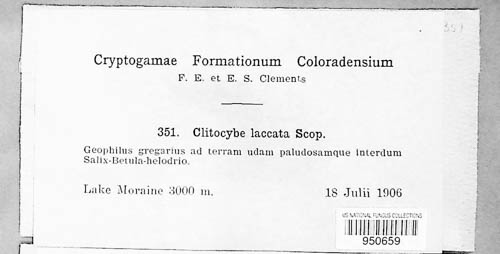 351
Cryptogamae Formationum Coloradensium
F. E. et E. S. Clements
351. Clitocybe laccata Scop.
Geophilus gregarius ad terram udam paludosamque interdum
Salix-Betula-helodrio.
Lake Moraine 3000 m. 18 Julii 1906
US NATIONAL FUNGUS COLLECTIONS
950659